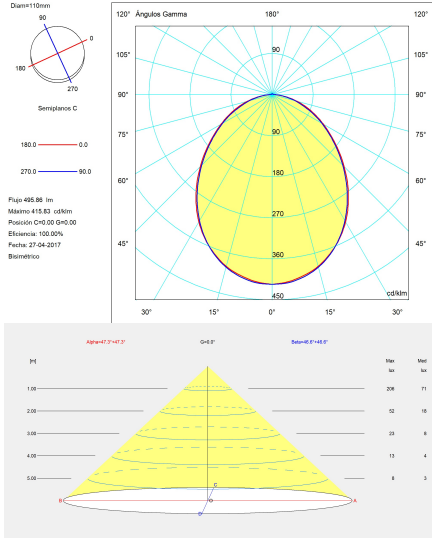 Diam=110mm
90
0
180
270
Semiplanos C
180.0 0.0
270.0 90.0
Flujo 495.86 lm
Máximo 415.83 cd/klm
Posición C=0.00 G=0.00
Eficiencia: 100.00%
Fecha: 27-04-2017
Bisimétrico
120° Ángulos Gamma 180° 120°
105° 105°
90
90° 90°
90
75° 75°
180
60° 60°
270
45° 45°
360
cd/klm
450
30° 15° 0° 15° 30°
Alpha=47.3°+47.3° G=0.0° Beta=46.6°+46.6°
[m] Max Med
lux lux
1.00 206 71
2.00 52 18
3.00 23 8
4.00 13 4
5.00 8 3
C
B O A
D